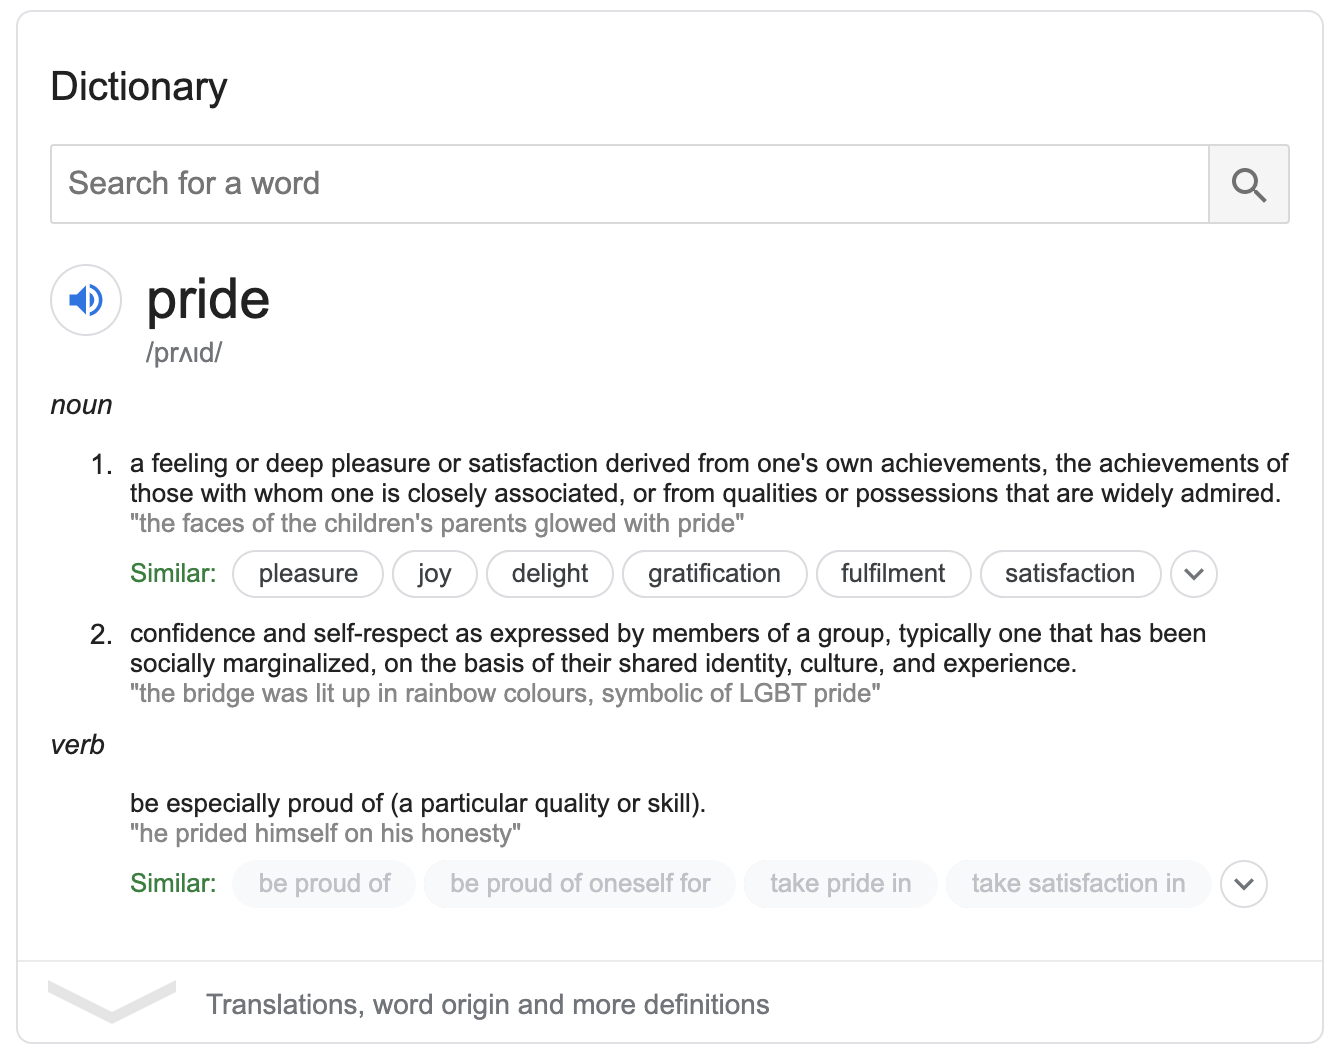 Dictionary
Search for a word
pride
/prʌɪd/
noun
1. a feeling or deep pleasure or satisfaction derived from one's own achievements, the achievements of
those with whom one is closely associated, or from qualities or possessions that are widely admired.
"the faces of the children's parents glowed with pride"
Similar: pleasure joy delight gratification fulfilment satisfaction
2. confidence and self-respect as expressed by members of a group, typically one that has been
socially marginalized, on the basis of their shared identity, culture, and experience.
"the bridge was lit up in rainbow colours, symbolic of LGBT pride"
verb
be especially proud of (a particular quality or skill).
"he prided himself on his honesty"
Similar: be proud of be proud of oneself for take pride in take satisfaction in
Translations, word origin and more definitions